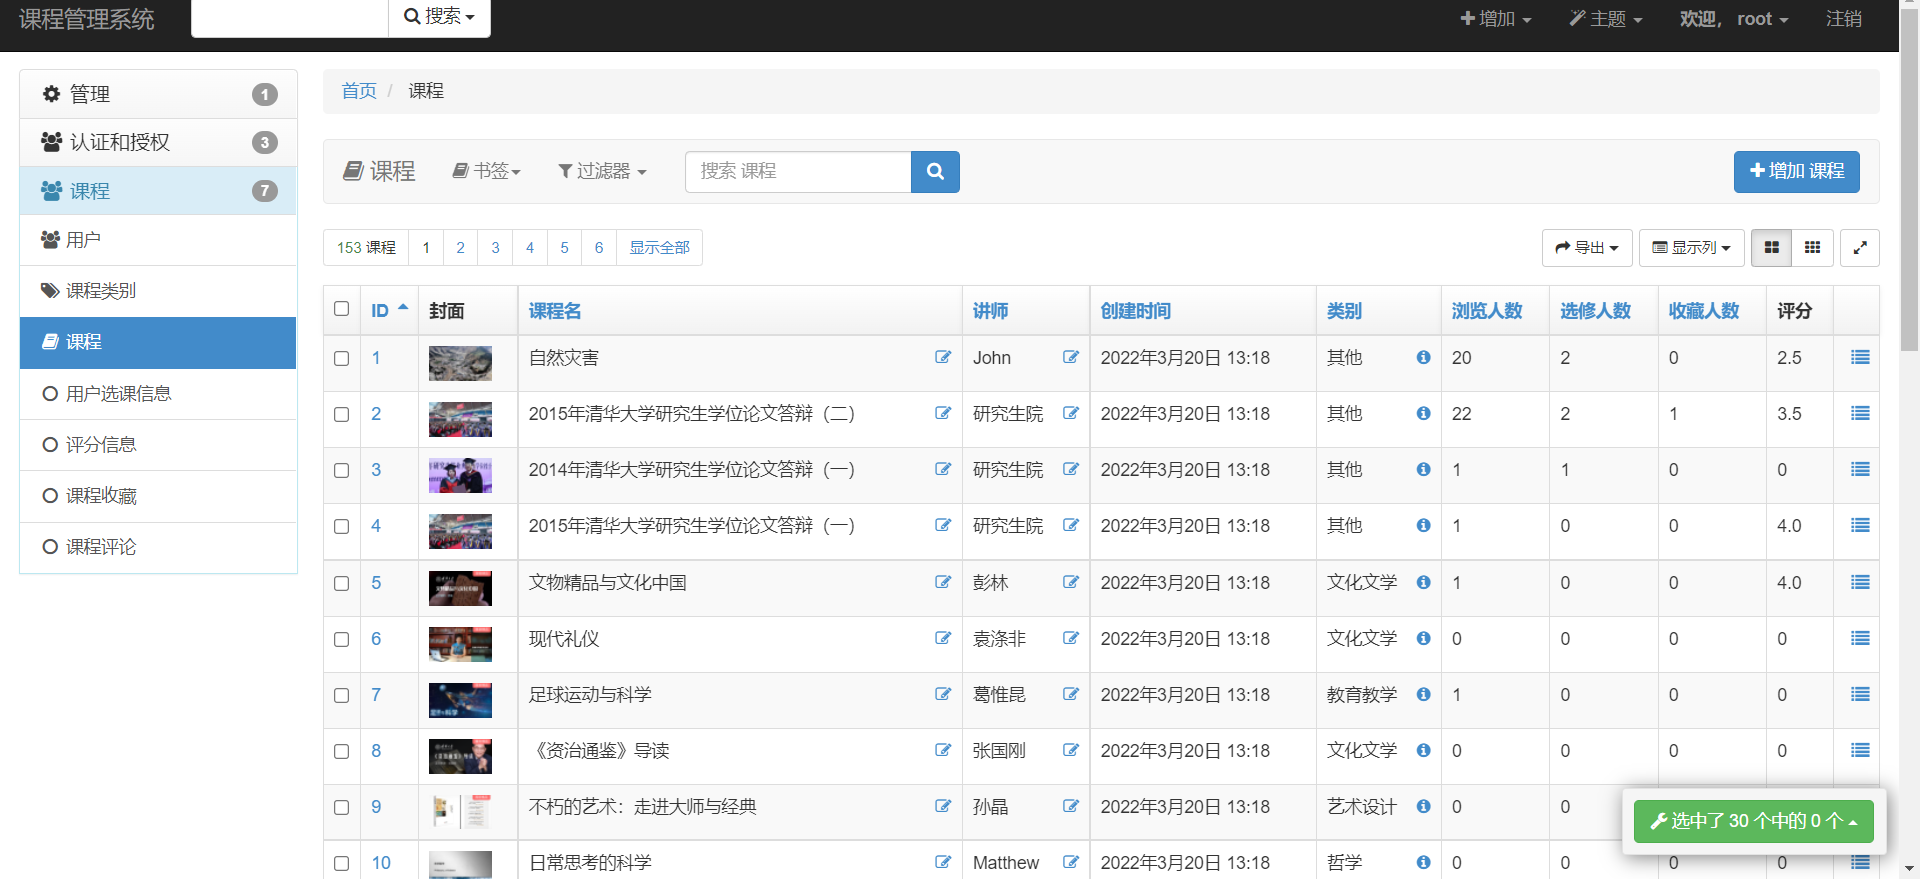 课程管理系统 搜索 增加 主题 欢迎， root 注销
管理 1
认证和授权 3
课程 7
用户
课程类别
课程
用户选课信息
评分信息
课程收藏
课程评论
首页 / 课程
课程 书签 过滤器 搜索 课程 增加 课程
153 课程 1 2 3 4 5 6 显示全部 导出 显示列
ID 封面 课程名 讲师 创建时间 类别 浏览人数 选修人数 收藏人数 评分
1 自然灾害 John 2022年3月20日 13:18 其他 20 2 0 2.5
2 2015年清华大学研究生学位论文答辩（二） 研究生院 2022年3月20日 13:18 其他 22 2 1 3.5
3 2014年清华大学研究生学位论文答辩（一） 研究生院 2022年3月20日 13:18 其他 1 1 0 0
4 2015年清华大学研究生学位论文答辩（一） 研究生院 2022年3月20日 13:18 其他 1 0 0 4.0
5 文物精品与文化中国 彭林 2022年3月20日 13:18 文化文学 1 0 0 4.0
6 现代礼仪 袁涤非 2022年3月20日 13:18 文化文学 0 0 0 0
7 足球运动与科学 葛惟昆 2022年3月20日 13:18 教育教学 1 0 0 0
8 《资治通鉴》导读 张国刚 2022年3月20日 13:18 文化文学 0 0 0 0
9 不朽的艺术：走进大师与经典 孙晶 2022年3月20日 13:18 艺术设计 0 0
选中了 30 个中的 0 个
10 日常思考的科学 Matthew 2022年3月20日 13:18 哲学 0 0 0 0